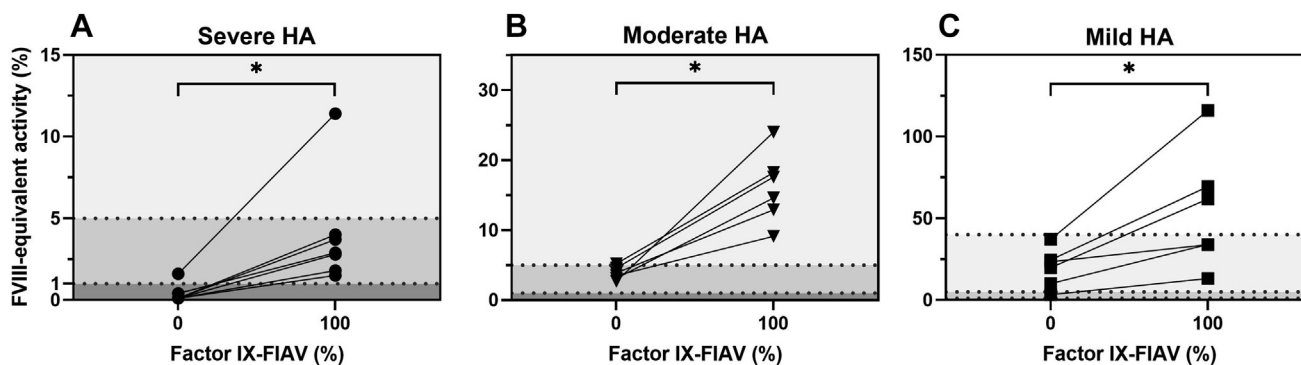 A
Severe HA
FVIII-equivalent activity (%)
15
10
5
1
0
*
0
100
Factor IX-FIAV (%)
B
Moderate HA
30
20
10
0
*
0
100
Factor IX-FIAV (%)
C
Mild HA
150
100
50
0
*
0
100
Factor IX-FIAV (%)